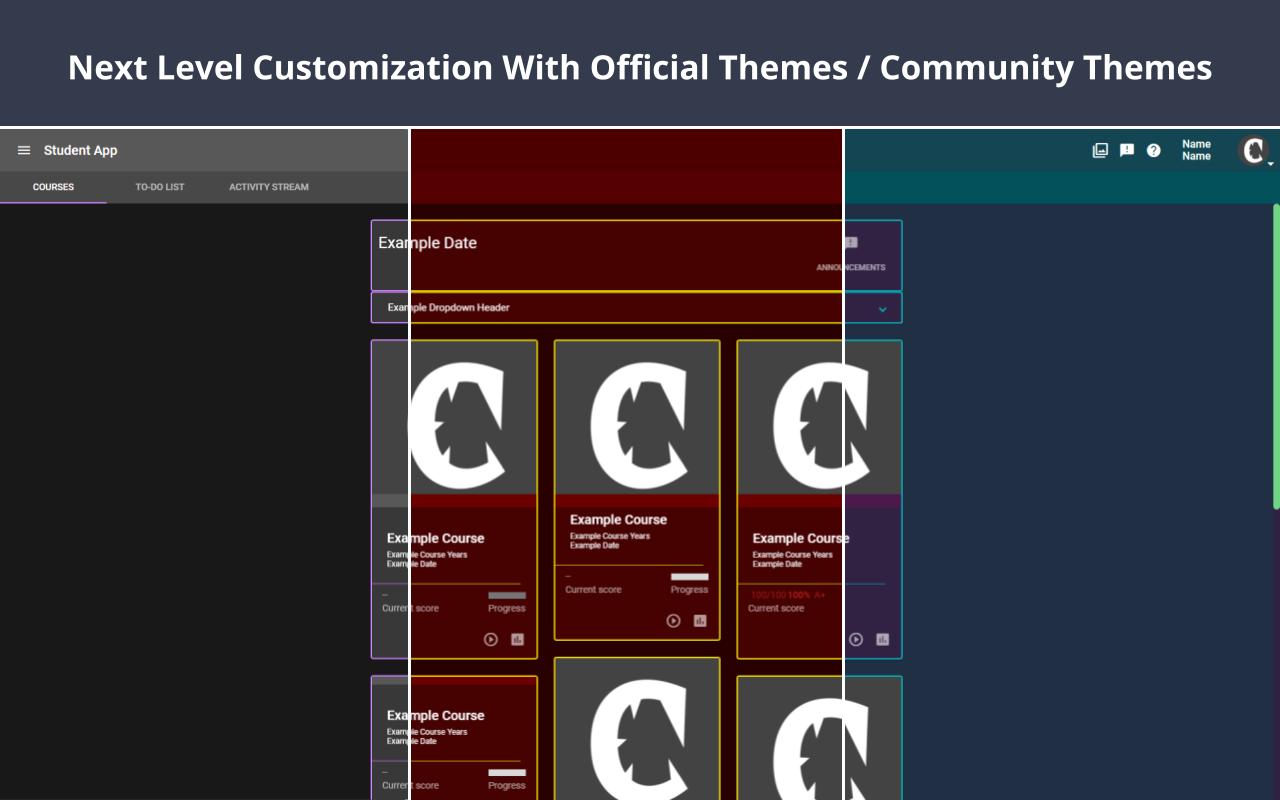 Next Level Customization With Official Themes / Community Themes
Student App
Name
Name
COURSES
TO-DO LIST
ACTIVITY STREAM
Example Date
ANNOUNCEMENTS
Example Dropdown Header
Example Course
Example Course Years
Example Date
--
Current score
Progress
Example Course
Example Course Years
Example Date
--
Current score
Progress
Example Course
Example Course Years
Example Date
100/100 100% A+
Current score
Example Course
Example Course Years
Example Date
--
Current score
Progress